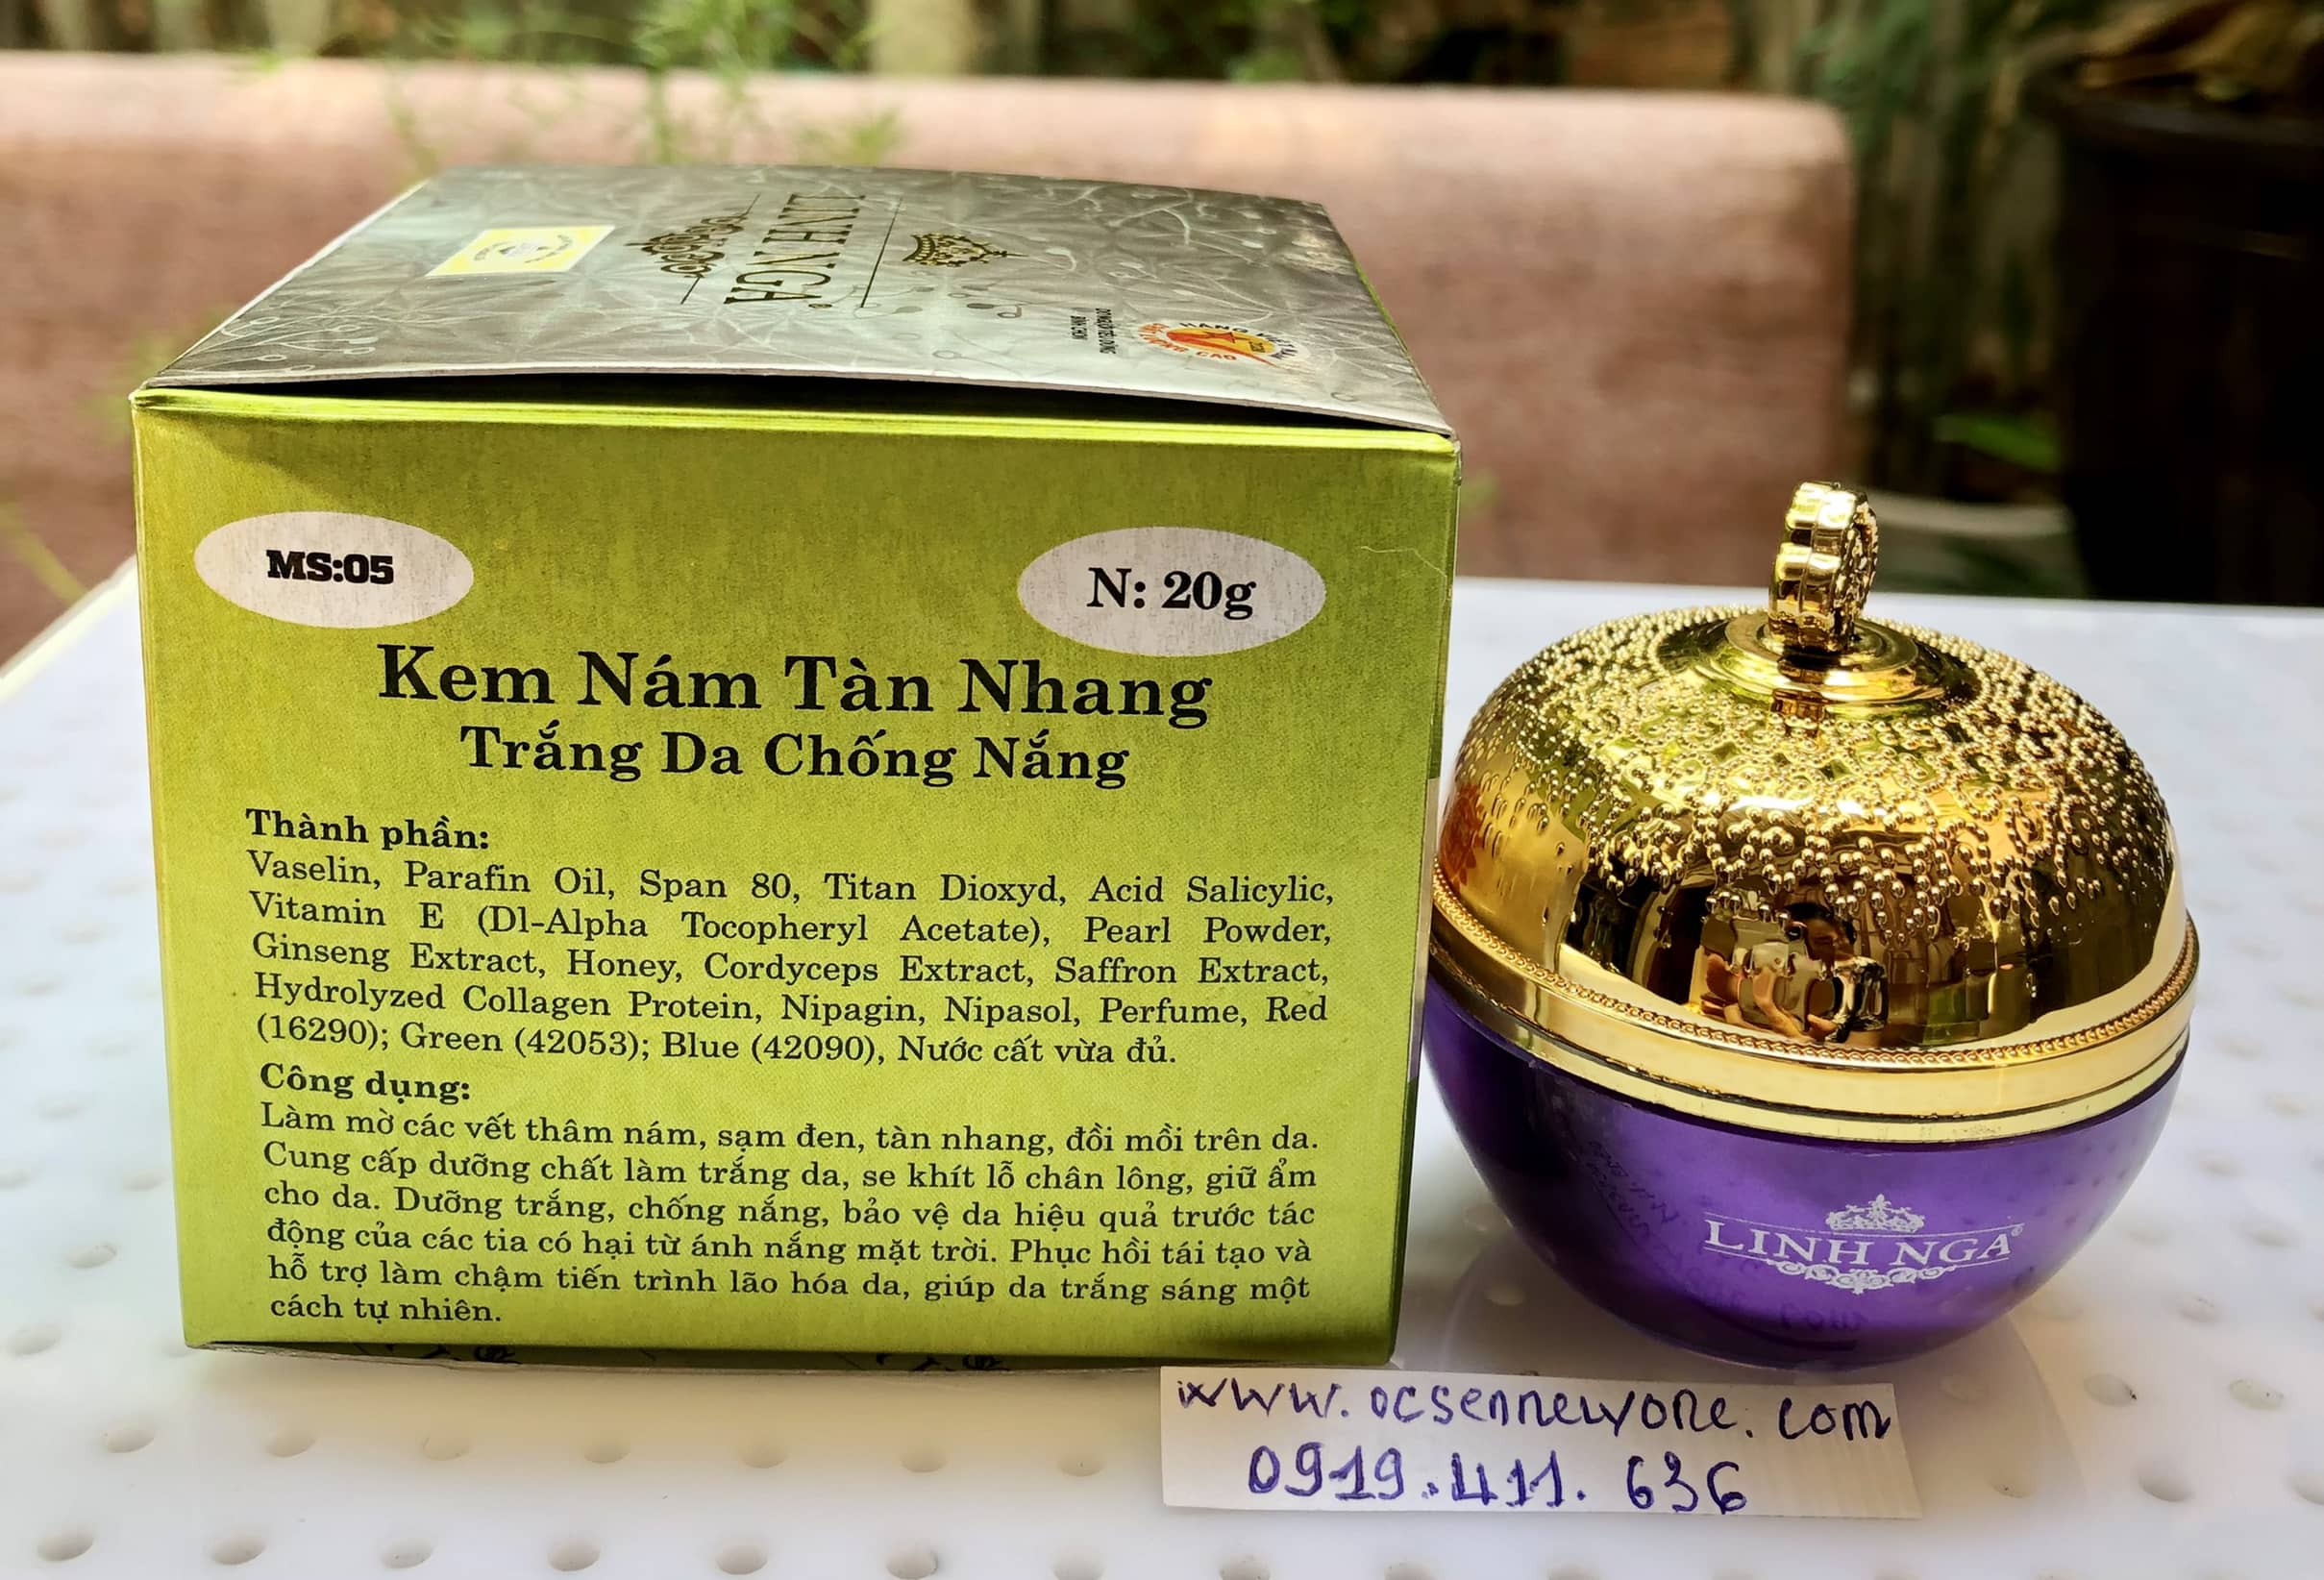 LINH NGA
HÀNG VIỆT NAM
CHẤT LƯỢNG CAO
MS:05
N: 20g
Kem Nám Tàn Nhang
Trắng Da Chống Nắng
Thành phần:
Vaselin, Parafin Oil, Span 80, Titan Dioxyd, Acid Salicylic,
Vitamin E (Dl-Alpha Tocopheryl Acetate), Pearl Powder,
Ginseng Extract, Honey, Cordyceps Extract, Saffron Extract,
Hydrolyzed Collagen Protein, Nipagin, Nipasol, Perfume, Red
(16290); Green (42053); Blue (42090), Nước cất vừa đủ.
Công dụng:
Làm mờ các vết thâm nám, sạm đen, tàn nhang, đồi mồi trên da.
Cung cấp dưỡng chất làm trắng da, se khít lỗ chân lông, giữ ẩm
cho da. Dưỡng trắng, chống nắng, bảo vệ da hiệu quả trước tác
động của các tia có hại từ ánh nắng mặt trời. Phục hồi tái tạo và
hỗ trợ làm chậm tiến trình lão hóa da, giúp da trắng sáng một
cách tự nhiên.
LINH NGA®
www.ocsennewyone.com
0919.411.636